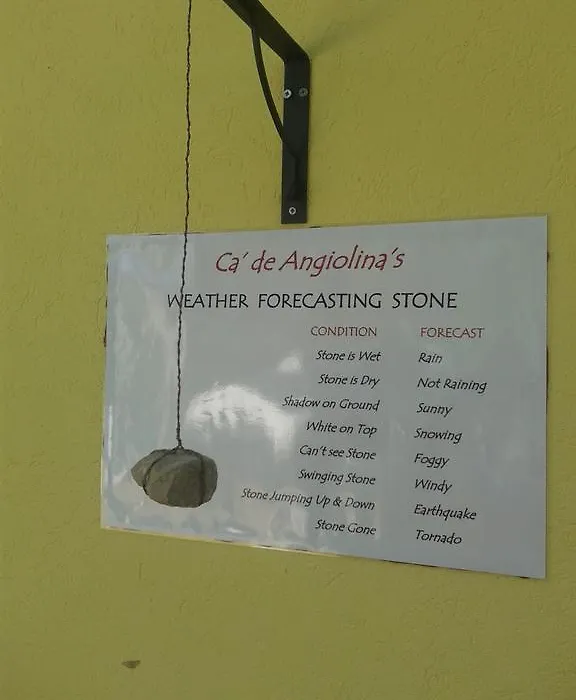 Ca' de Angiolina's
WEATHER FORECASTING STONE
CONDITION FORECAST
Stone is Wet Rain
Stone is Dry Not Raining
Shadow on Ground Sunny
White on Top Snowing
Can't see Stone Foggy
Swinging Stone Windy
Stone Jumping Up & Down Earthquake
Stone Gone Tornado